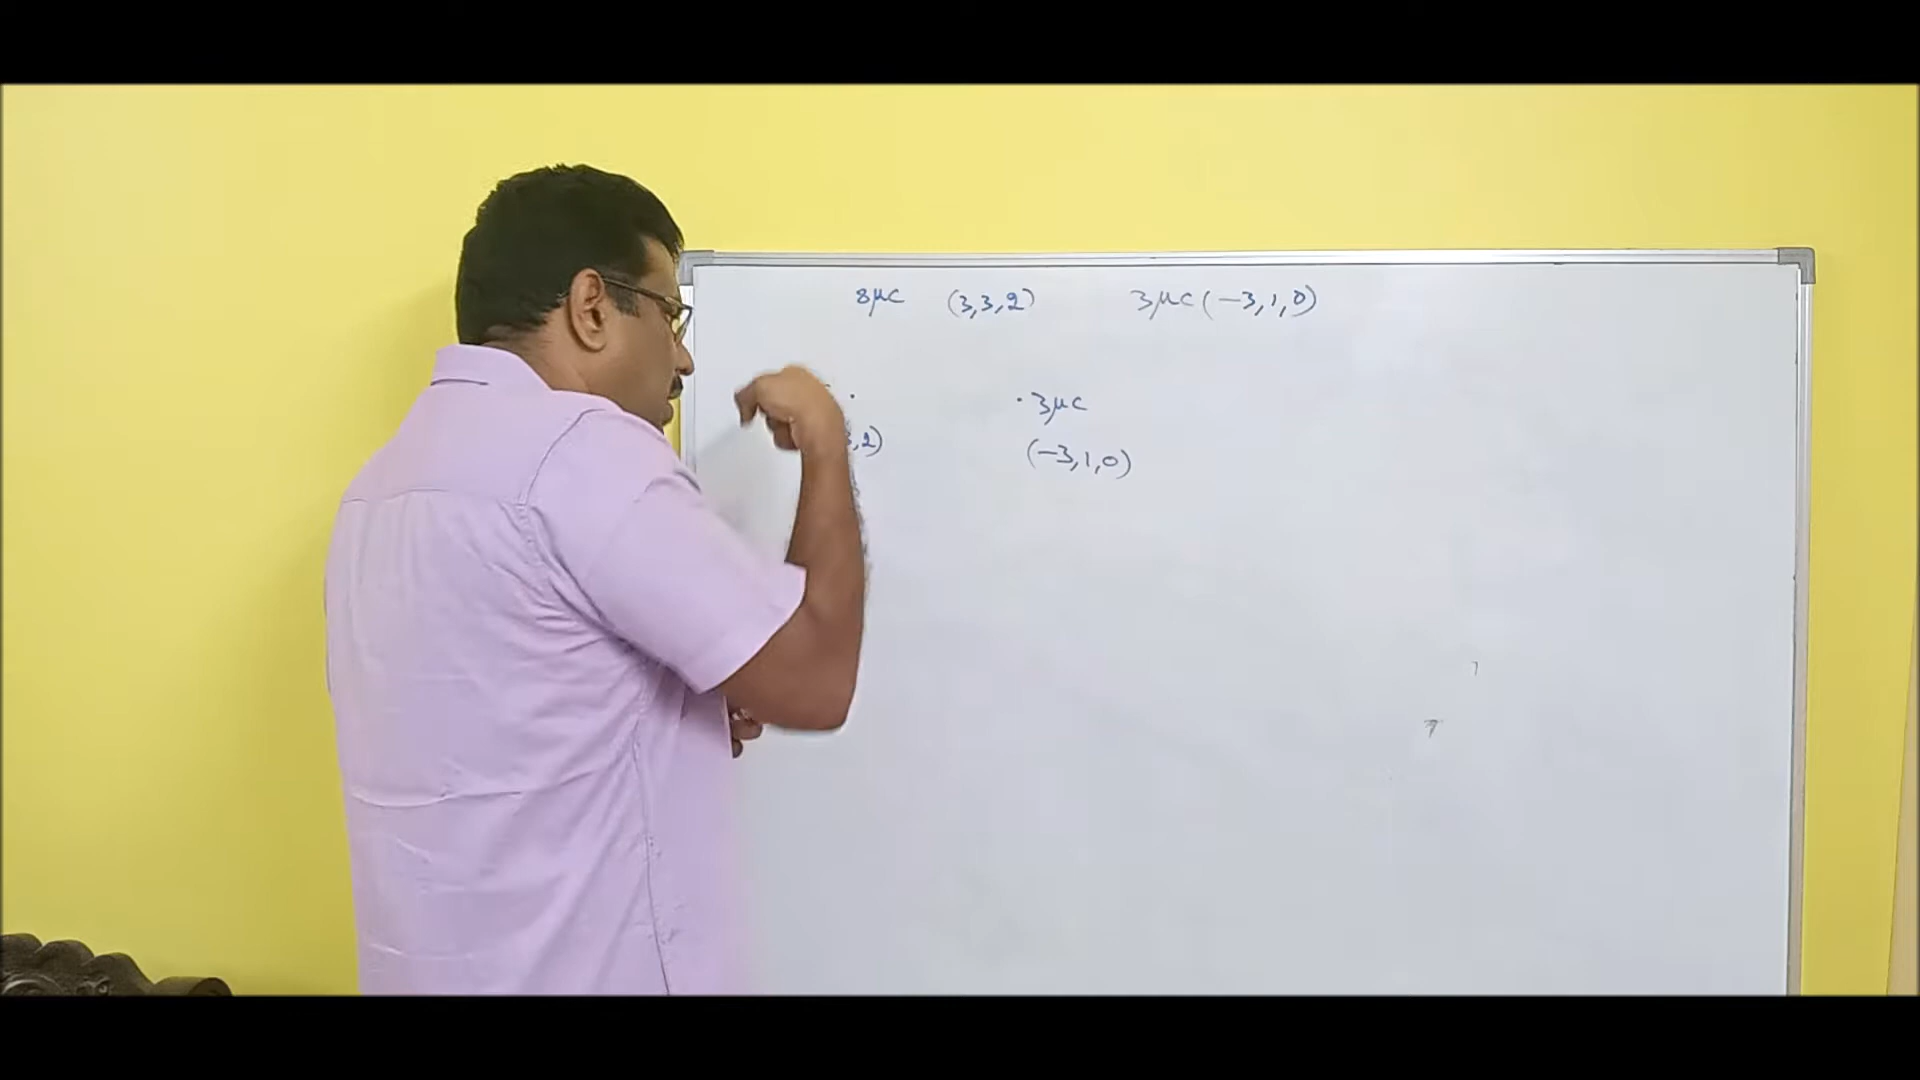 8μc (3,3,2) 3μc (-3,1,0)
. . 3μc
,2) (-3,1,0)